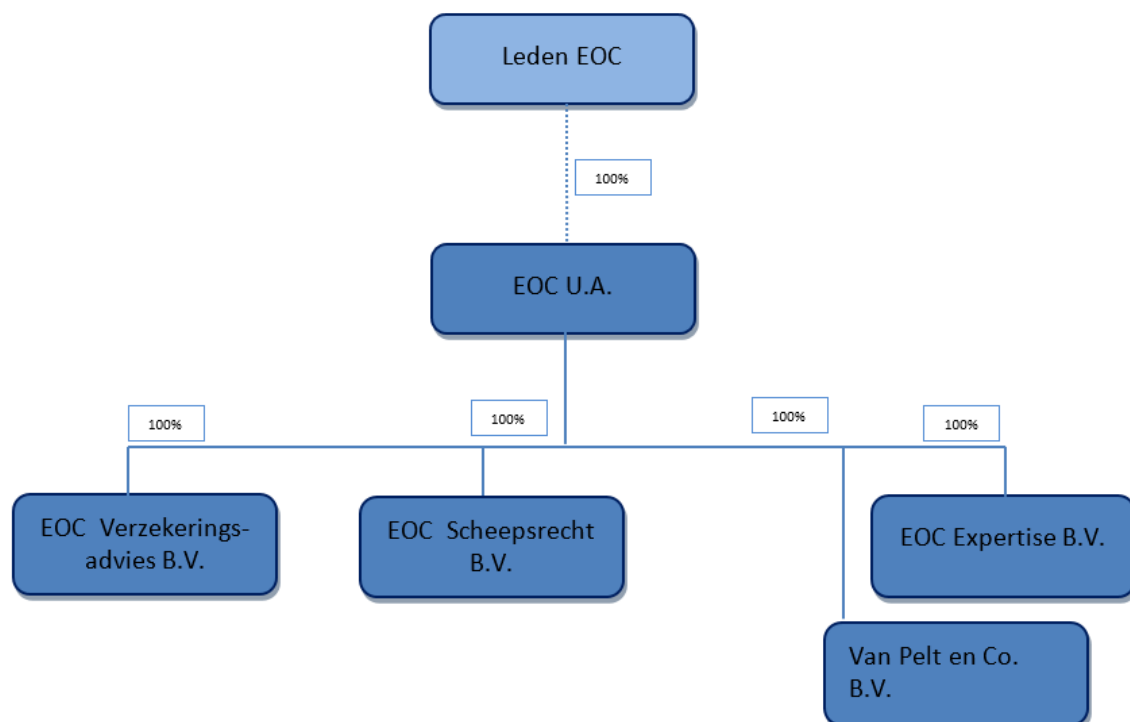 Leden EOC
100%
EOC U.A.
100%
100%
100%
100%
EOC Verzekerings-
advies B.V.
EOC Scheepsrecht
B.V.
EOC Expertise B.V.
Van Pelt en Co.
B.V.